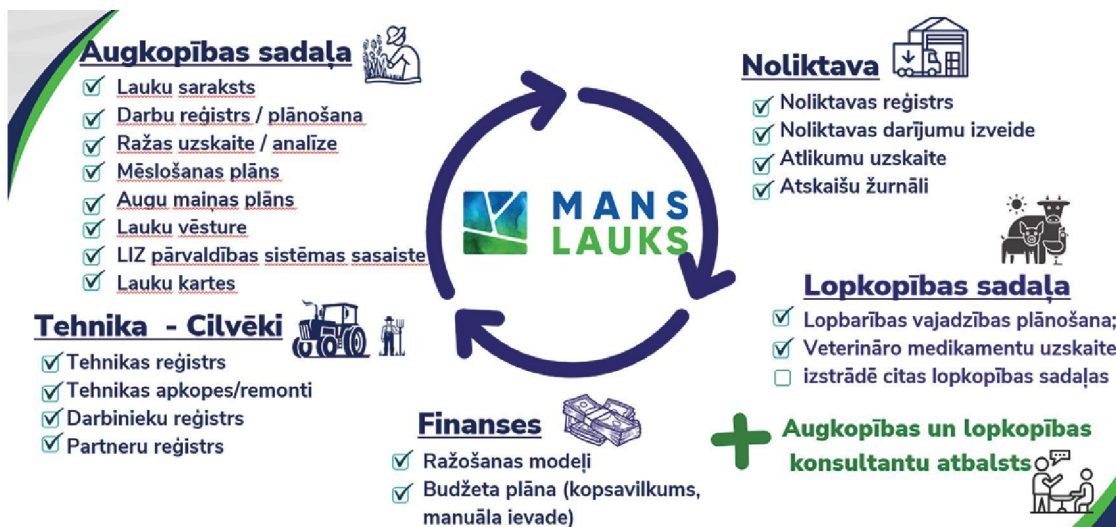 Augkopības sadaļa
Lauku saraksts
Darbu reģistrs / plānošana
Ražas uzskaite / analīze
Mēslošanas plāns
Augu maiņas plāns
Lauku vēsture
LIZ pārvaldības sistēmas sasaiste
Lauku kartes
Tehnika - Cilvēki
Tehnikas reģistrs
Tehnikas apkopes/remonti
Darbinieku reģistrs
Partneru reģistrs
MANS
LAUKS
Finanses
Ražošanas modeļi
Budžeta plāna (kopsavilkums,
manuāla ievade)
Noliktava
Noliktavas reģistrs
Noliktavas darījumu izveide
Atlikumu uzskaite
Atskaišu žurnāli
Lopkopības sadaļa
Lopbarības vajadzības plānošana;
Veterināro medikamentu uzskaite
izstrādē citas lopkopības sadaļas
Augkopības un lopkopības
konsultantu atbalsts